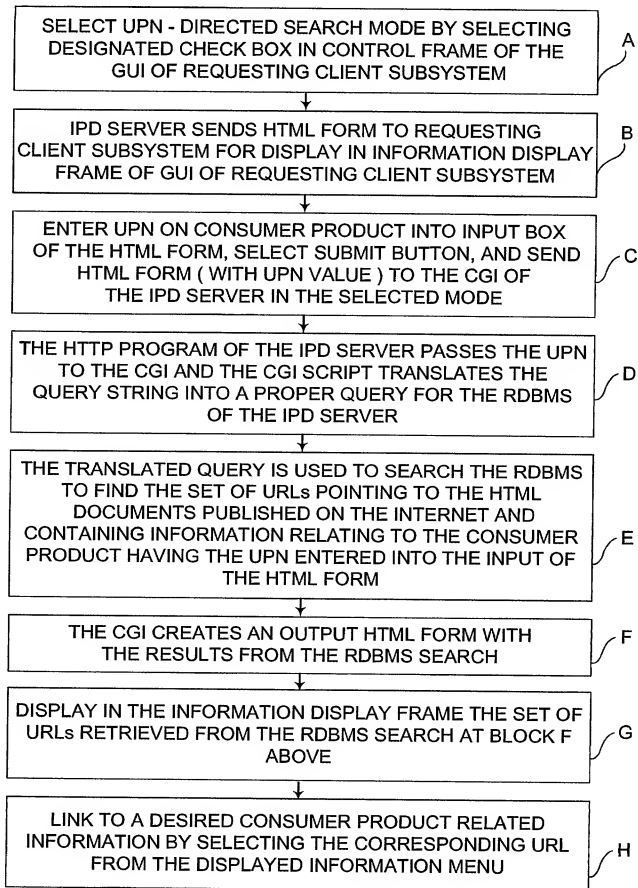 SELECT UPN - DIRECTED SEARCH MODE BY SELECTING
DESIGNATED CHECK BOX IN CONTROL FRAME OF THE
GUI OF REQUESTING CLIENT SUBSYSTEM
A
IPD SERVER SENDS HTML FORM TO REQUESTING
CLIENT SUBSYSTEM FOR DISPLAY IN INFORMATION DISPLAY
FRAME OF GUI OF REQUESTING CLIENT SUBSYSTEM
B
ENTER UPN ON CONSUMER PRODUCT INTO INPUT BOX
OF THE HTML FORM, SELECT SUBMIT BUTTON, AND SEND
HTML FORM ( WITH UPN VALUE ) TO THE CGI OF
THE IPD SERVER IN THE SELECTED MODE
C
THE HTTP PROGRAM OF THE IPD SERVER PASSES THE UPN
TO THE CGI AND THE CGI SCRIPT TRANSLATES THE
QUERY STRING INTO A PROPER QUERY FOR THE RDBMS
OF THE IPD SERVER
D
THE TRANSLATED QUERY IS USED TO SEARCH THE RDBMS
TO FIND THE SET OF URLs POINTING TO THE HTML
DOCUMENTS PUBLISHED ON THE INTERNET AND
CONTAINING INFORMATION RELATING TO THE CONSUMER
PRODUCT HAVING THE UPN ENTERED INTO THE INPUT OF
THE HTML FORM
E
THE CGI CREATES AN OUTPUT HTML FORM WITH
THE RESULTS FROM THE RDBMS SEARCH
F
DISPLAY IN THE INFORMATION DISPLAY FRAME THE SET OF
URLs RETRIEVED FROM THE RDBMS SEARCH AT BLOCK F
ABOVE
G
LINK TO A DESIRED CONSUMER PRODUCT RELATED
INFORMATION BY SELECTING THE CORRESPONDING URL
FROM THE DISPLAYED INFORMATION MENU
H